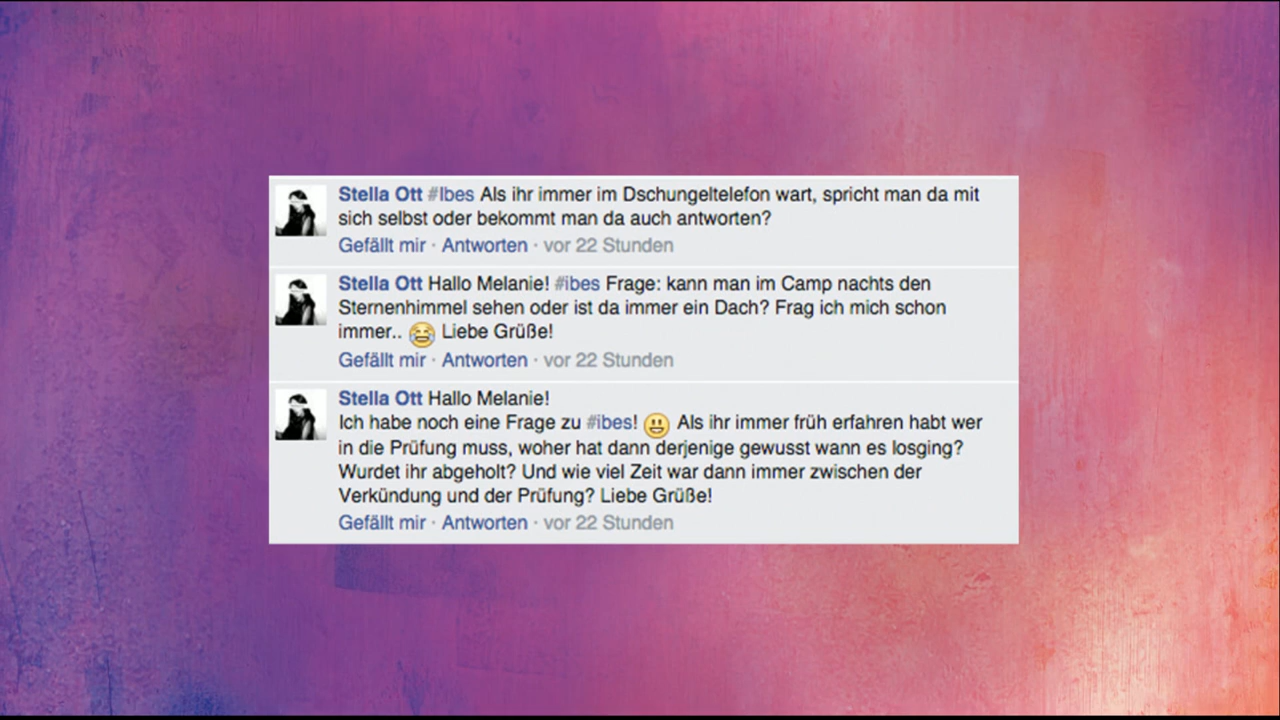 Stella Ott #Ibes Als ihr immer im Dschungeltelefon wart, spricht man da mit
sich selbst oder bekommt man da auch antworten?
Gefällt mir · Antworten · vor 22 Stunden
Stella Ott Hallo Melanie! #ibes Frage: kann man im Camp nachts den
Sternenhimmel sehen oder ist da immer ein Dach? Frag ich mich schon
immer.. 😂 Liebe Grüße!
Gefällt mir · Antworten · vor 22 Stunden
Stella Ott Hallo Melanie!
Ich habe noch eine Frage zu #ibes! 😃 Als ihr immer früh erfahren habt wer
in die Prüfung muss, woher hat dann derjenige gewusst wann es losging?
Wurdet ihr abgeholt? Und wie viel Zeit war dann immer zwischen der
Verkündung und der Prüfung? Liebe Grüße!
Gefällt mir · Antworten · vor 22 Stunden